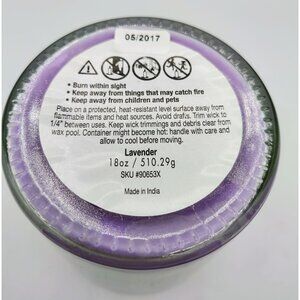 05/2017
• Burn within sight
• Keep away from things that may catch fire
• Keep away from children and pets
Place on a protected, heat-resistant level surface away from
flammable items and heat sources. Avoid drafts. Trim wick to
1/4" between uses. Keep wick trimmings and debris clear from
wax pool. Container might become hot: handle with care and
allow to cool before moving.
Lavender
18oz / 510.29g
SKU #90653X
Made in India